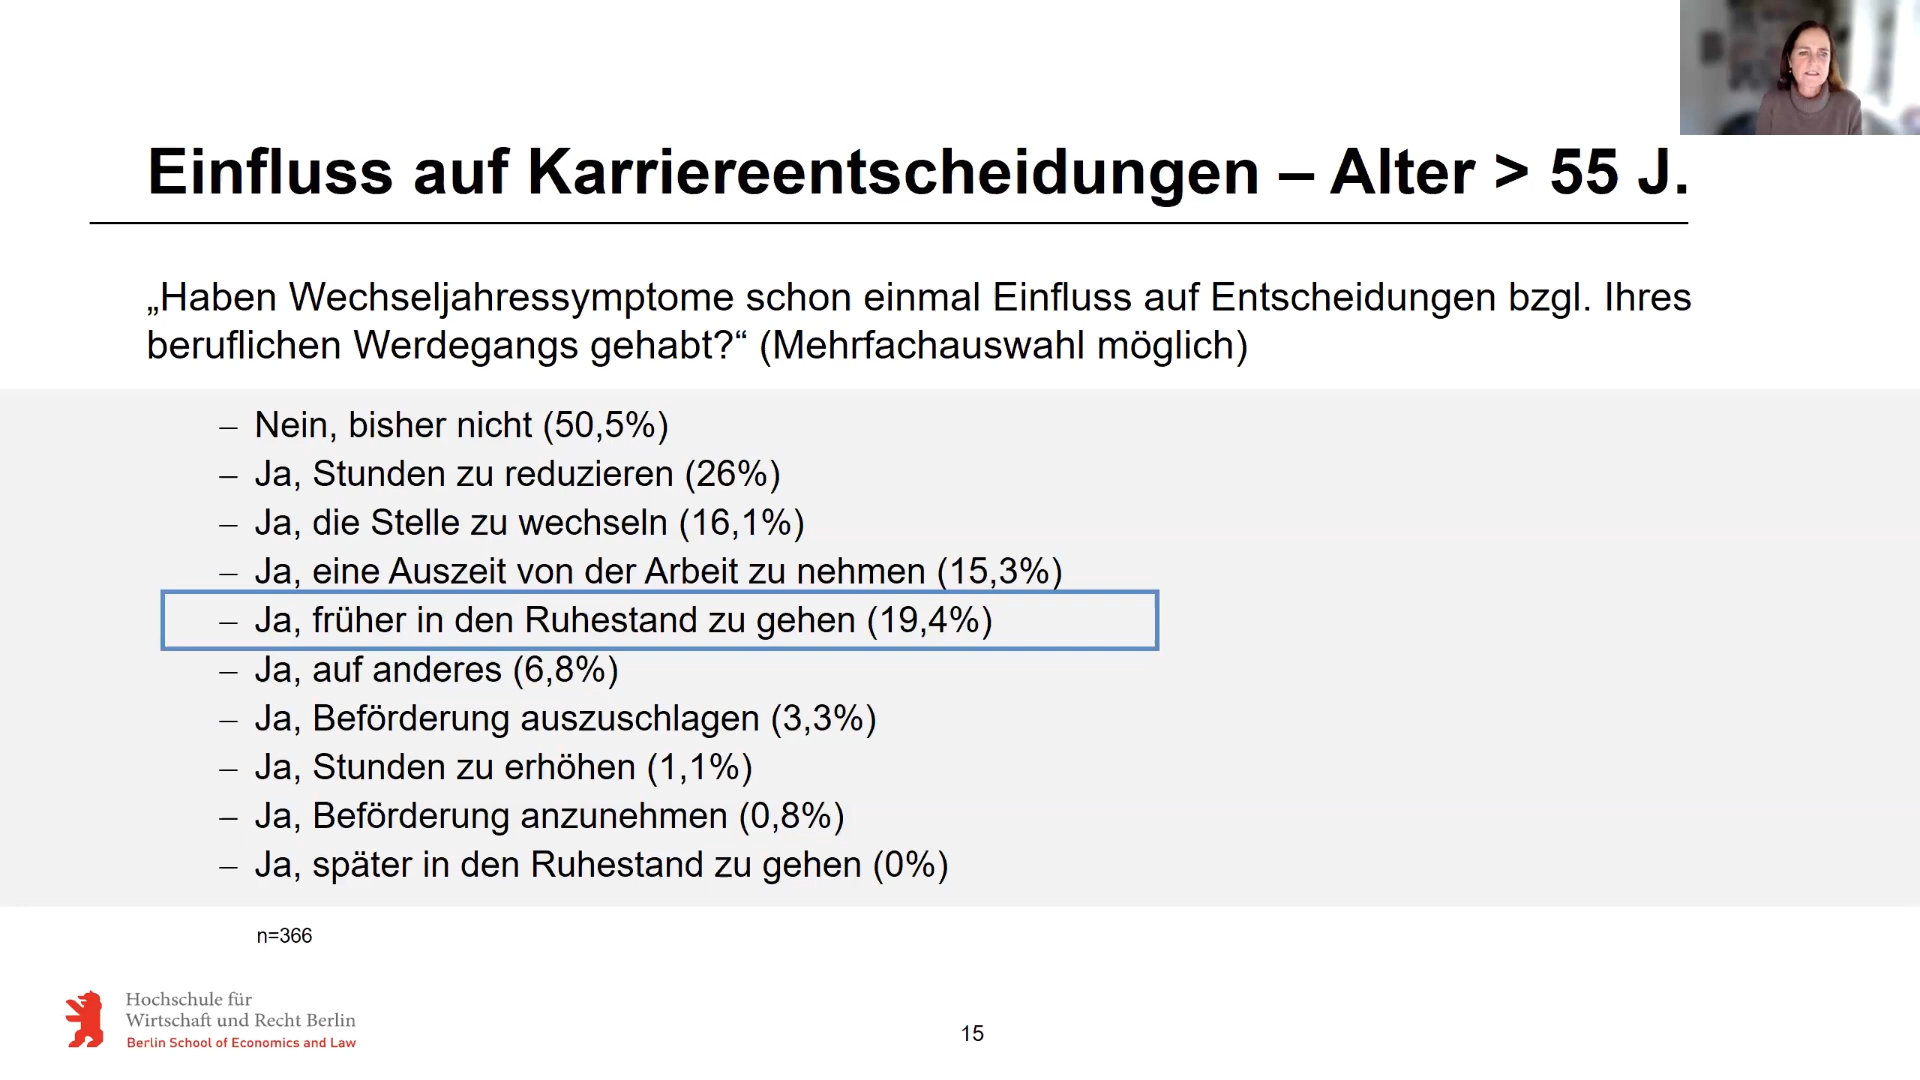 Einfluss auf Karriereentscheidungen – Alter > 55 J.
„Haben Wechseljahressymptome schon einmal Einfluss auf Entscheidungen bzgl. Ihres
beruflichen Werdegangs gehabt?“ (Mehrfachauswahl möglich)
– Nein, bisher nicht (50,5%)
– Ja, Stunden zu reduzieren (26%)
– Ja, die Stelle zu wechseln (16,1%)
– Ja, eine Auszeit von der Arbeit zu nehmen (15,3%)
– Ja, früher in den Ruhestand zu gehen (19,4%)
– Ja, auf anderes (6,8%)
– Ja, Beförderung auszuschlagen (3,3%)
– Ja, Stunden zu erhöhen (1,1%)
– Ja, Beförderung anzunehmen (0,8%)
– Ja, später in den Ruhestand zu gehen (0%)
n=366
Hochschule für
Wirtschaft und Recht Berlin
Berlin School of Economics and Law
15